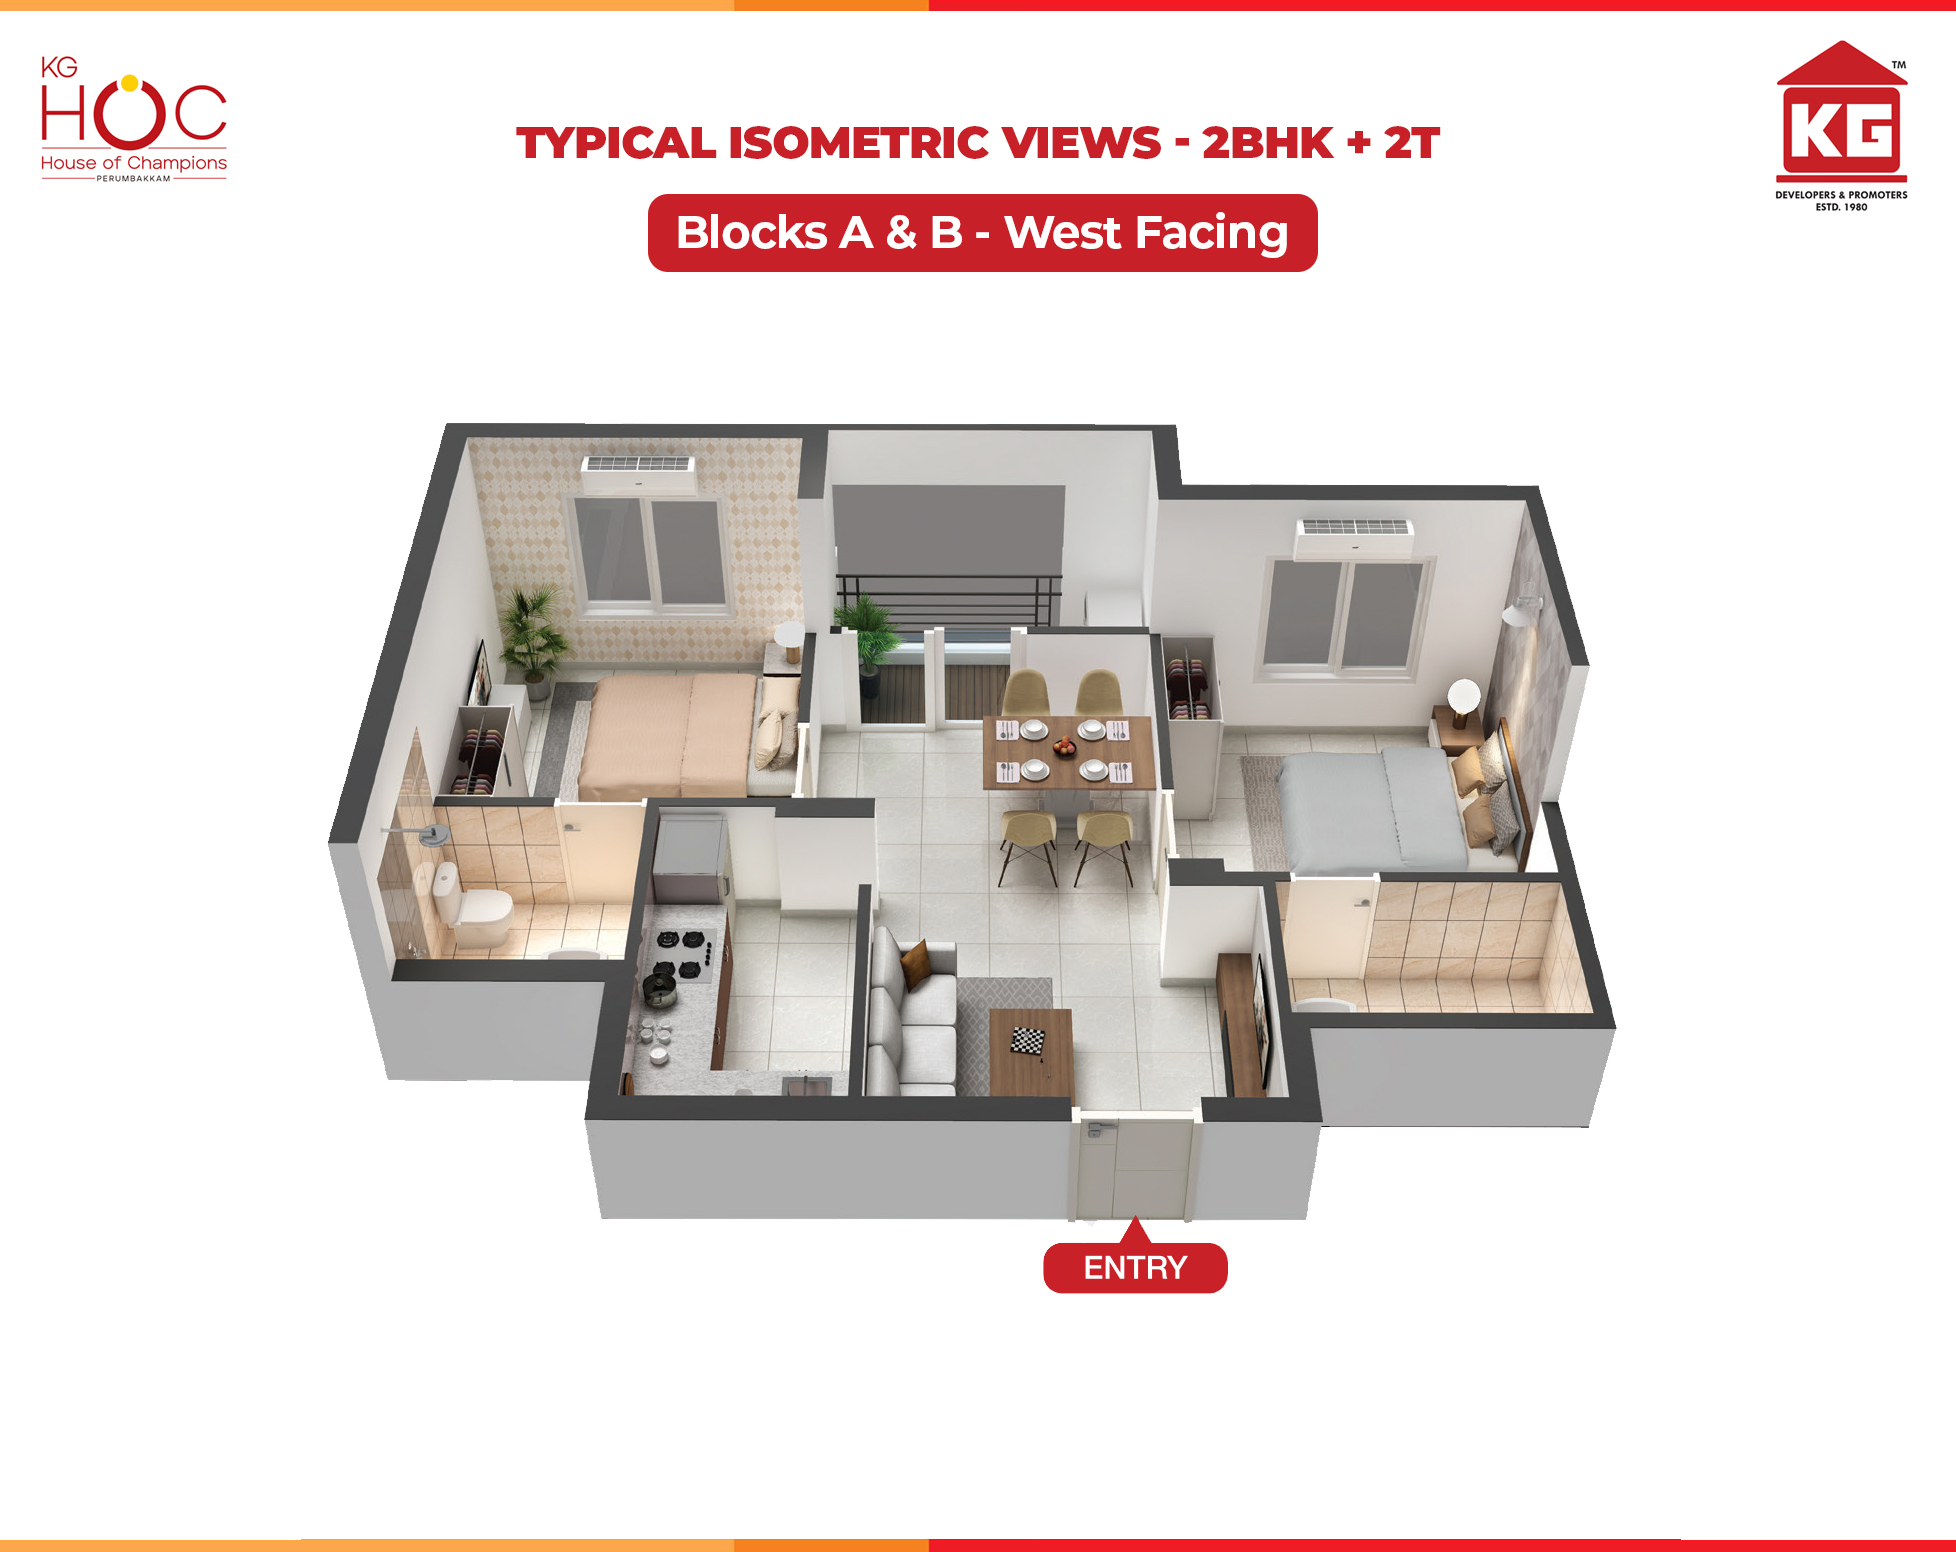 KG
HOC
House of Champions
PERUMBAKKAM
TYPICAL ISOMETRIC VIEWS - 2BHK + 2T
Blocks A & B - West Facing
TM
KG
DEVELOPERS & PROMOTERS
ESTD. 1980
ENTRY